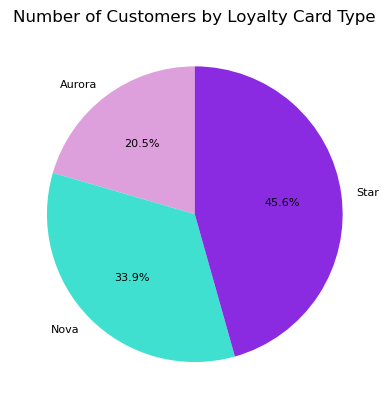 Number of Customers by Loyalty Card Type
Aurora
20.5%
Star
45.6%
33.9%
Nova